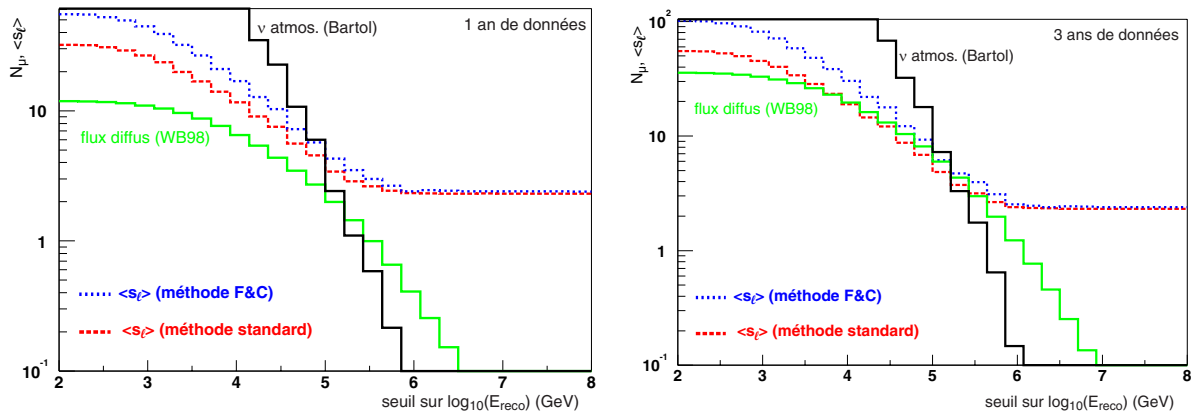 N_μ, <s_ℓ>
10
1
10^-1
ν atmos. (Bartol)
1 an de données
flux diffus (WB98)
<s_ℓ> (méthode F&C)
<s_ℓ> (méthode standard)
2 3 4 5 6 7 8
seuil sur log_10(E_reco) (GeV)
N_μ, <s_ℓ>
10^2
10
1
10^-1
3 ans de données
ν atmos. (Bartol)
flux diffus (WB98)
<s_ℓ> (méthode F&C)
<s_ℓ> (méthode standard)
2 3 4 5 6 7 8
seuil sur log_10(E_reco) (GeV)